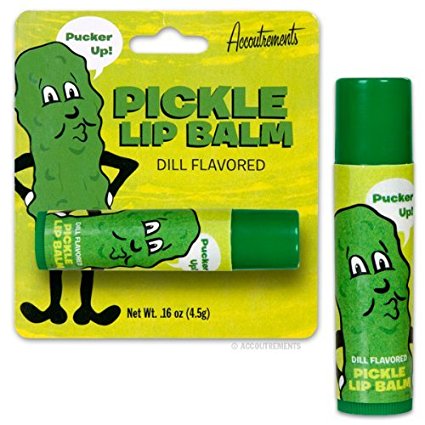 Pucker
Up!
Accoutrements
PICKLE
LIP BALM
DILL FLAVORED
DILL FLAVORED
PICKLE
LIP BALM
Pucker
Up!
Net Wt. .16 oz (4.5g)
© ACCOUTREMENTS
Pucker
Up!
DILL FLAVORED
PICKLE
LIP BALM